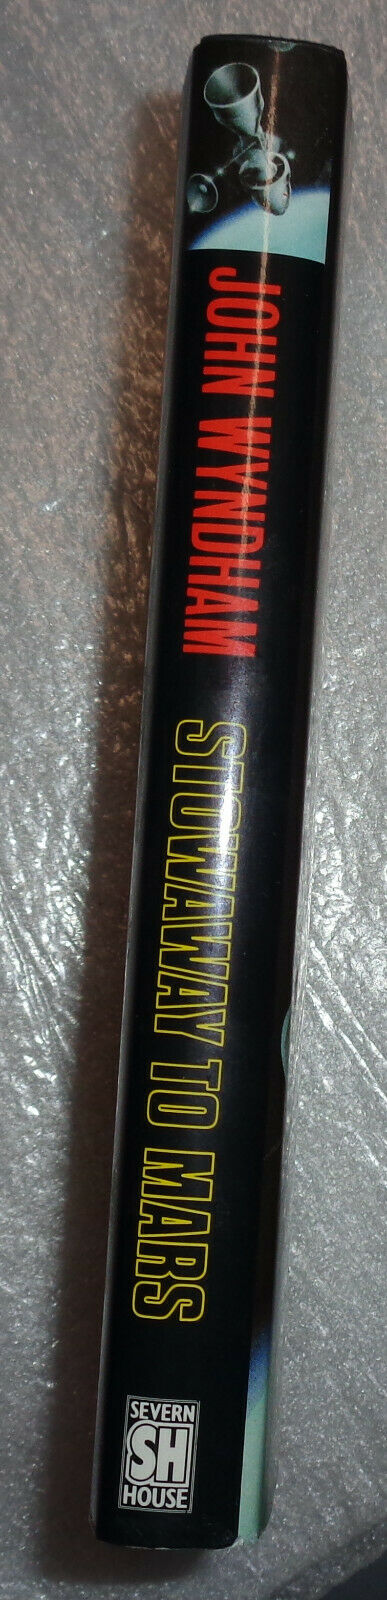 JOHN WYNDHAM
STOWAWAY TO MARS
SEVERN
SH
HOUSE